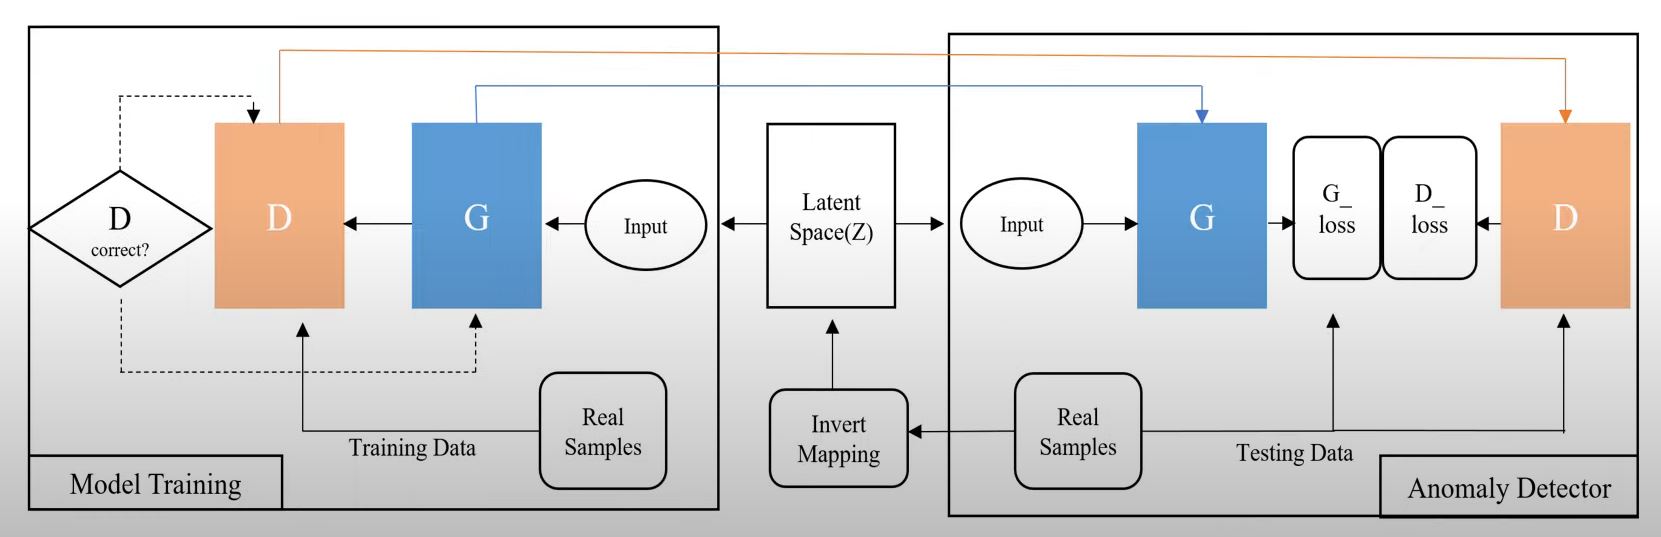 D
correct?
D
G
Input
Latent
Space(Z)
Input
G
G_
loss
D_
loss
D
Real
Samples
Training Data
Invert
Mapping
Real
Samples
Testing Data
Model Training
Anomaly Detector